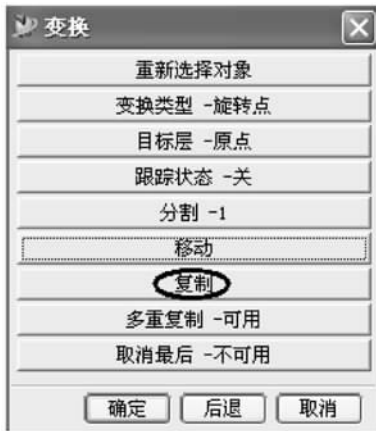 变换
重新选择对象
变换类型 -旋转点
目标层 -原点
跟踪状态 -关
分割 -1
移动
复制
多重复制 -可用
取消最后 -不可用
确定 后退 取消